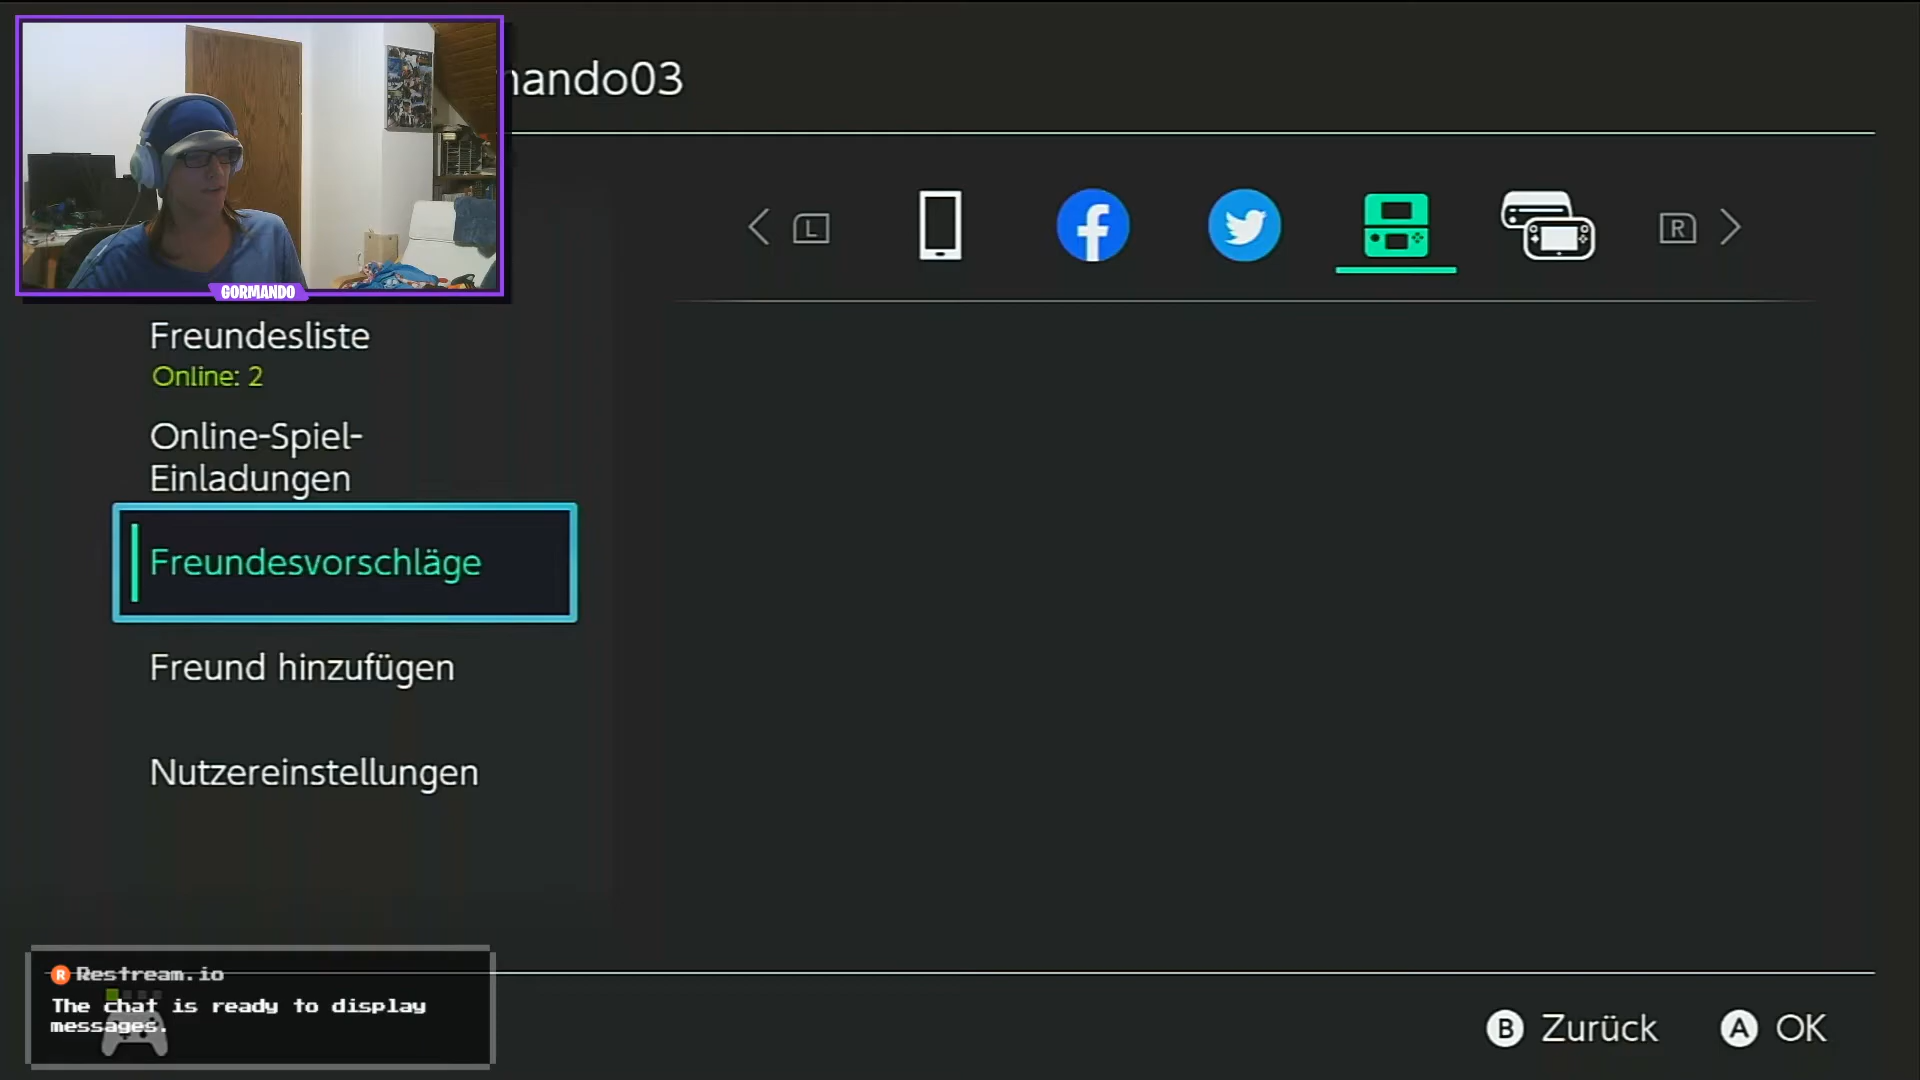 mando03
GORMANDO
L
R
Freundesliste
Online: 2
Online-Spiel-
Einladungen
Freundesvorschläge
Freund hinzufügen
Nutzereinstellungen
R Restream.io
The chat is ready to display
messages.
B Zurück
A OK